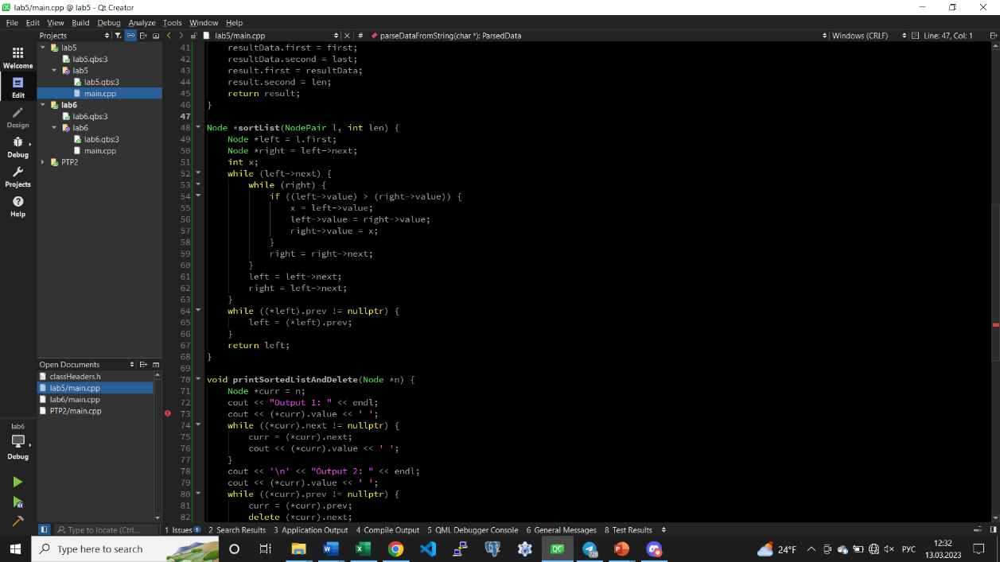 lab5/main.cpp @ lab5 - Qt Creator
File Edit View Build Debug Analyze Tools Window Help
Projects
lab5/main.cpp
# parseDataFromString(char *): ParsedData
Windows (CRLF)
Line: 47, Col: 1
Welcome
Edit
Design
Debug
Projects
Help
lab5
lab5.qbs:3
lab5
lab5.qbs:3
main.cpp
lab6
lab6.qbs:3
lab6
lab6.qbs:3
main.cpp
PTP2
Open Documents
classHeaders.h
lab5/main.cpp
lab6/main.cpp
PTP2/main.cpp
lab6
Debug
41 resultData.first = first;
42 resultData.second = last;
43 result.first = resultData;
44 result.second = len;
45 return result;
46 }
47
48 Node *sortList(NodePair l, int len) {
49 Node *left = l.first;
50 Node *right = left->next;
51 int x;
52 while (left->next) {
53 while (right) {
54 if ((left->value) > (right->value)) {
55 x = left->value;
56 left->value = right->value;
57 right->value = x;
58 }
59 right = right->next;
60 }
61 left = left->next;
62 right = left->next;
63 }
64 while ((*left).prev != nullptr) {
65 left = (*left).prev;
66 }
67 return left;
68 }
69
70 void printSortedListAndDelete(Node *n) {
71 Node *curr = n;
72 cout << "Output 1: " << endl;
73 cout << (*curr).value << ' ';
74 while ((*curr).next != nullptr) {
75 curr = (*curr).next;
76 cout << (*curr).value << ' ';
77 }
78 cout << '\n' << "Output 2: " << endl;
79 cout << (*curr).value << ' ';
80 while ((*curr).prev != nullptr) {
81 curr = (*curr).prev;
82 delete (*curr).next;
Type to locate (Ctrl...
1 Issues 1 2 Search Results 3 Application Output 4 Compile Output 5 QML Debugger Console 6 General Messages 8 Test Results
Type here to search
QC
728
24°F
РУС
12:32
13.03.2023